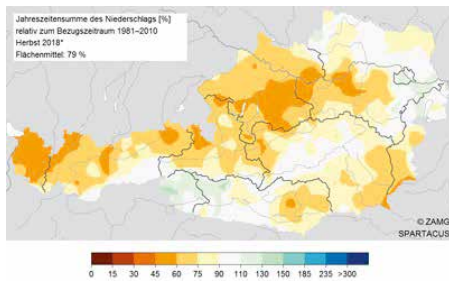 Jahreszeitensumme des Niederschlags [%]
relativ zum Bezugszeitraum 1981–2010
Herbst 2018*
Flächenmittel: 79 %
© ZAMG
SPARTACUS
0 15 30 45 60 75 90 110 130 150 185 235 >300